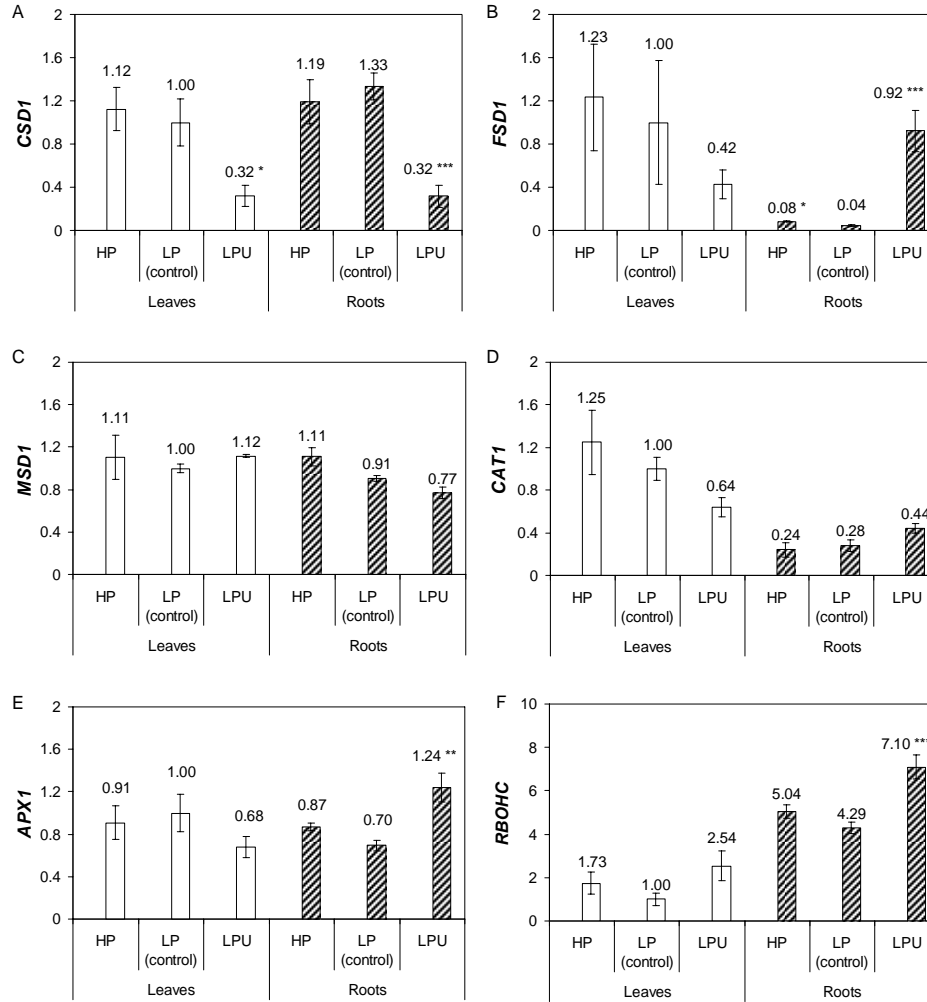 A
CSD1
2
1.6
1.2
0.8
0.4
0
1.12
1.00
0.32 *
1.19
1.33
0.32 ***
HP
LP
(control)
LPU
HP
LP
(control)
LPU
Leaves
Roots
B
FSD1
2
1.6
1.2
0.8
0.4
0
1.23
1.00
0.42
0.08 *
0.04
0.92 ***
HP
LP
(control)
LPU
HP
LP
(control)
LPU
Leaves
Roots
C
MSD1
2
1.6
1.2
0.8
0.4
0
1.11
1.00
1.12
1.11
0.91
0.77
HP
LP
(control)
LPU
HP
LP
(control)
LPU
Leaves
Roots
D
CAT1
2
1.6
1.2
0.8
0.4
0
1.25
1.00
0.64
0.24
0.28
0.44
HP
LP
(control)
LPU
HP
LP
(control)
LPU
Leaves
Roots
E
APX1
2
1.6
1.2
0.8
0.4
0
0.91
1.00
0.68
0.87
0.70
1.24 **
HP
LP
(control)
LPU
HP
LP
(control)
LPU
Leaves
Roots
F
RBOHC
10
8
6
4
2
0
1.73
1.00
2.54
5.04
4.29
7.10 ***
HP
LP
(control)
LPU
HP
LP
(control)
LPU
Leaves
Roots